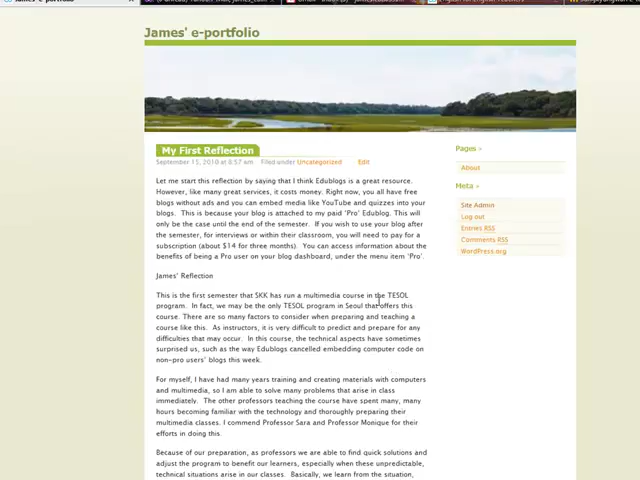 James' e-portfolio
My First Reflection
September 15, 2010 at 8:57 am Filed under Uncategorized Edit
Let me start this reflection by saying that I think Edublogs is a great resource.
However, like many great services, it costs money. Right now, you all have free
blogs without ads and you can embed media like YouTube and quizzes into your
blogs. This is because your blog is attached to my paid 'Pro' Edublog. This will
only be the case until the end of the semester. If you wish to use your blog after
the semester, for interviews or within their classroom, you will need to pay for a
subscription (about $14 for three months). You can access information about the
benefits of being a Pro user on your blog dashboard, under the menu item 'Pro'.
James' Reflection
This is the first semester that SKK has run a multimedia course in the TESOL
program. In fact, we may be the only TESOL program in Seoul that offers this
course. There are so many factors to consider when preparing and teaching a
course like this. As instructors, it is very difficult to predict and prepare for any
difficulties that may occur. In this course, the technical aspects have sometimes
surprised us, such as the way Edublogs cancelled embedding computer code on
non-pro users' blogs this week.
For myself, I have had many years training and creating materials with computers
and multimedia, so I am able to solve many problems that arise in class
immediately. The other professors teaching the course have spent many, many
hours becoming familiar with the technology and thoroughly preparing their
multimedia classes. I commend Professor Sara and Professor Monique for their
efforts in doing this.
Because of our preparation, as professors we are able to find quick solutions and
adjust the program to benefit our learners, especially when these unpredictable,
technical situations arise in our classes. Basically, we learn from the situation,
Pages »
About
Meta »
Site Admin
Log out
Entries RSS
Comments RSS
WordPress.org